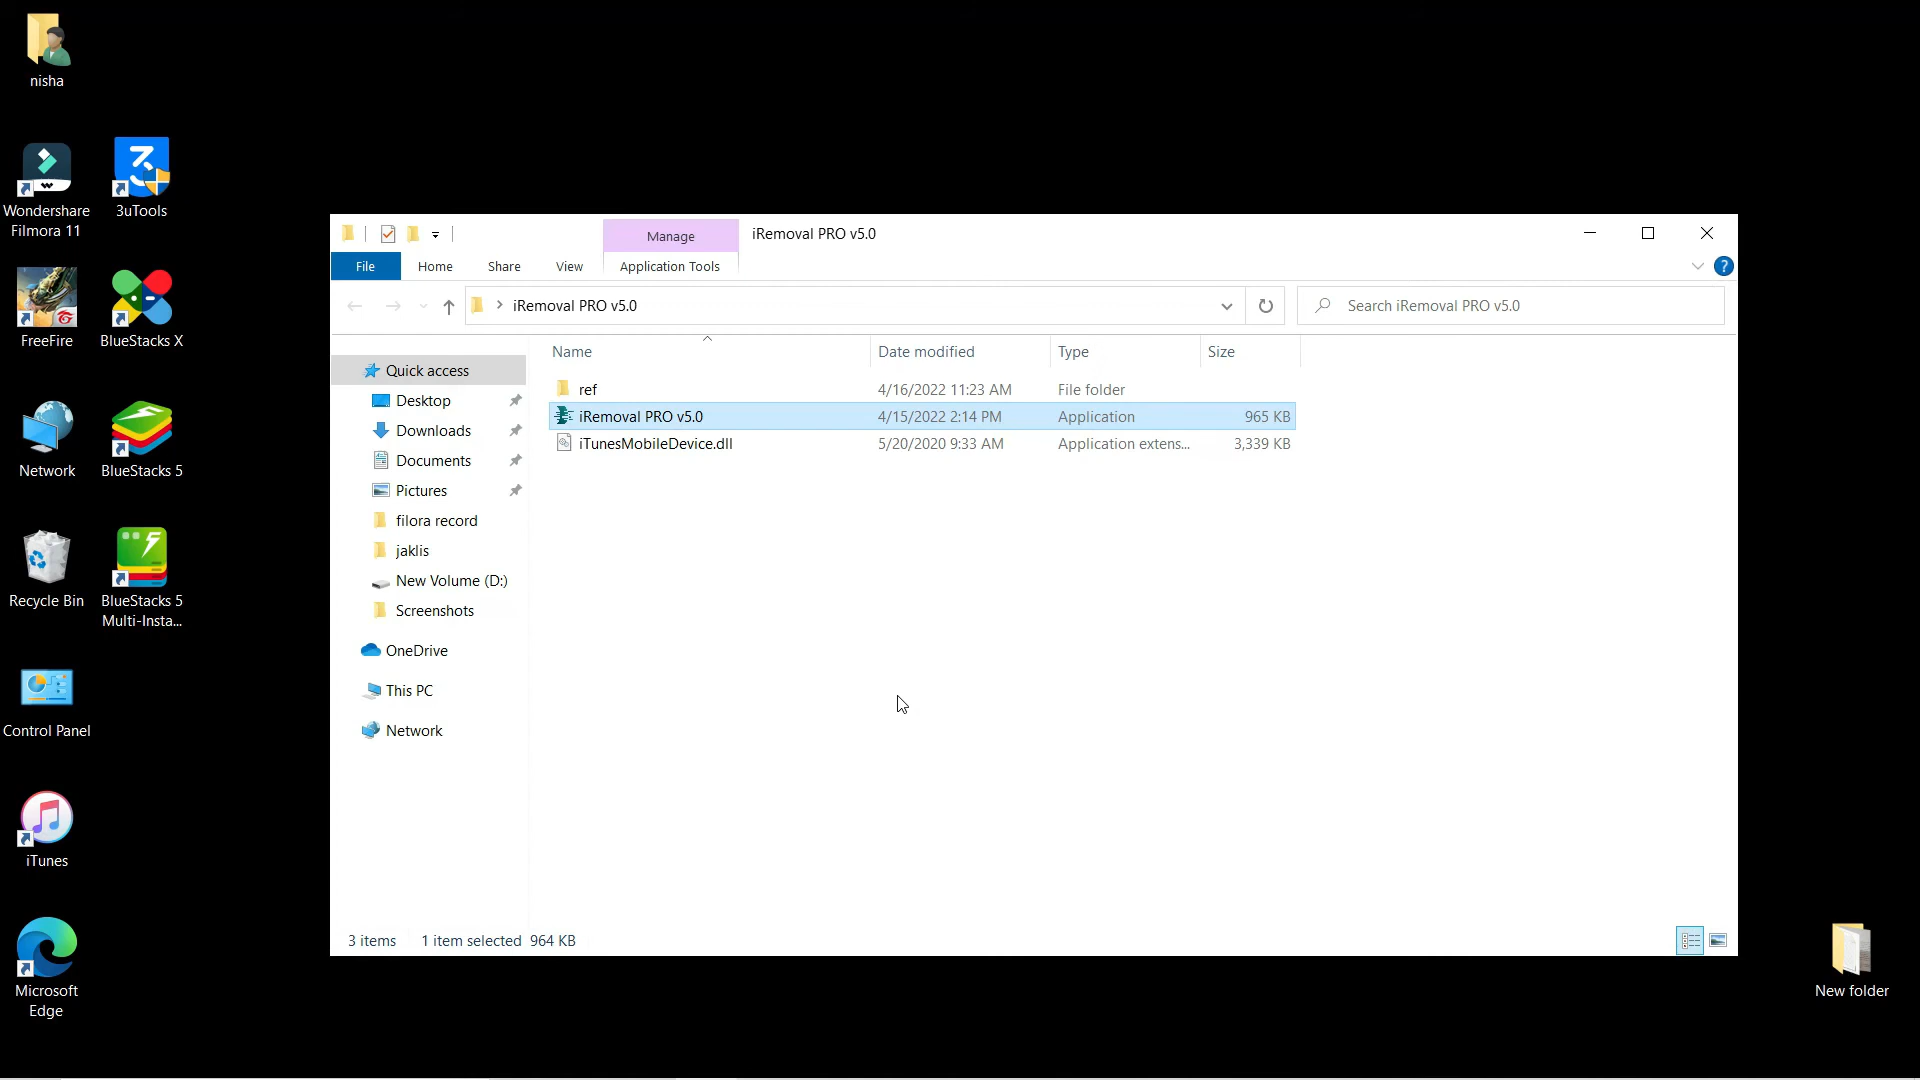 nisha
Wondershare
Filmora 11
3uTools
FreeFire
BlueStacks X
Network
BlueStacks 5
Recycle Bin
BlueStacks 5
Multi-Insta...
Control Panel
iTunes
Microsoft
Edge
Manage
iRemoval PRO v5.0
File
Home
Share
View
Application Tools
?
iRemoval PRO v5.0
Search iRemoval PRO v5.0
Name
Date modified
Type
Size
Quick access
Desktop
Downloads
Documents
Pictures
filora record
jaklis
New Volume (D:)
Screenshots
OneDrive
This PC
Network
ref
4/16/2022 11:23 AM
File folder
iRemoval PRO v5.0
4/15/2022 2:14 PM
Application
965 KB
iTunesMobileDevice.dll
5/20/2020 9:33 AM
Application extens...
3,339 KB
3 items
1 item selected 964 KB
New folder